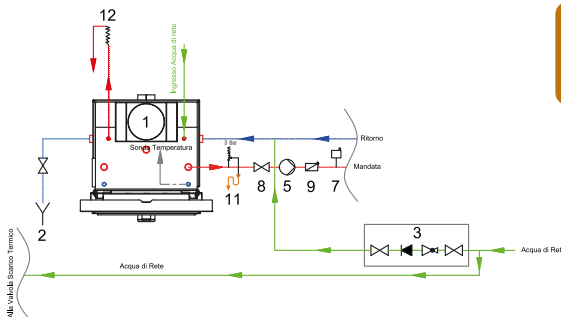 12
Ingresso Acqua di rete
1
Sonda Temperatura
3 Bar
Ritorno
Mandata
11
8
5
9
7
2
3
Acqua di Ret
Acqua di Rete
Alla Valvola Scarico Termico